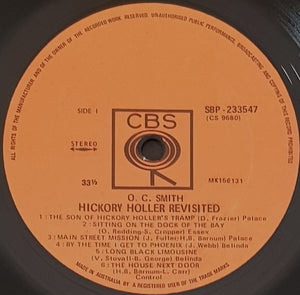 ALL RIGHTS OF THE MANUFACTURER AND OF THE OWNER OF THE RECORDED WORK RESERVED. UNAUTHORISED PUBLIC PERFORMANCE, BROADCASTING AND COPYING OF THIS RECORD PROHIBITED
CBS
SIDE 1
SBP - 233547
(CS 9680)
STEREO
33⅓
MX156131
O. C. SMITH
HICKORY HOLLER REVISITED
1:THE SON OF HICKORY HOLLER'S TRAMP (D. Frazier) Palace
2:SITTING ON THE DOCK OF THE BAY
(O. Redding-S. Cropper) Essex
3:MAIN STREET MISSION (J. Fuller-H.B. Barnum) Palace
4:BY THE TIME I GET TO PHOENIX (J. Webb) Belinda
5:LONG BLACK LIMOUSINE
(V. Stovall-B. George) Belinda
6:THE HOUSE NEXT DOOR
(H.B. Barnum-L. Carr)
Control
MADE IN AUSTRALIA BY THE AUSTRALIAN RECORD
OF THE TRADE MARKS